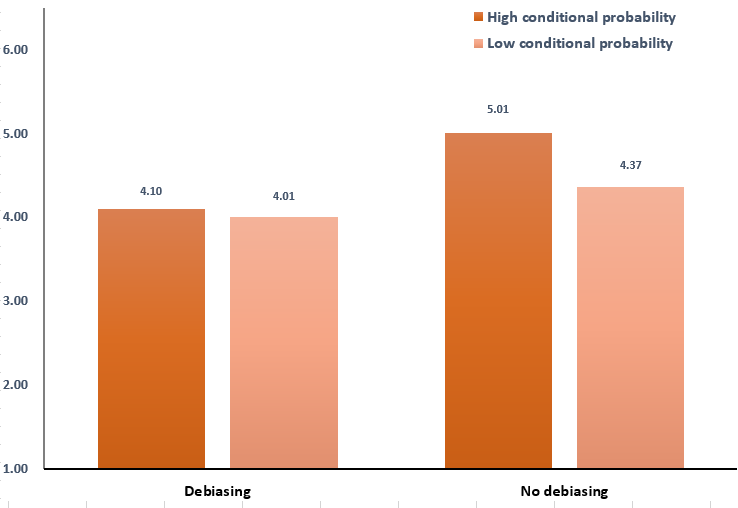 High conditional probability
Low conditional probability
6.00
5.00
4.00
3.00
2.00
1.00
4.10
4.01
5.01
4.37
Debiasing
No debiasing